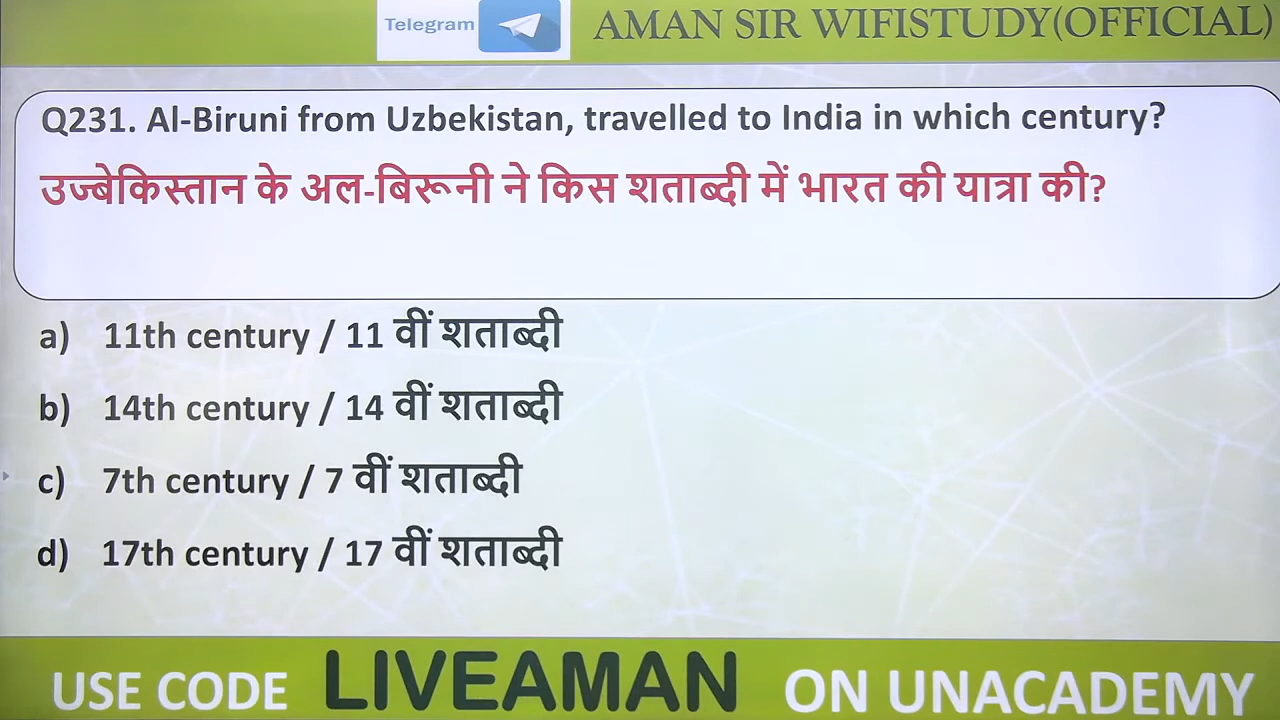 Telegram
AMAN SIR WIFISTUDY(OFFICIAL)
Q231. Al-Biruni from Uzbekistan, travelled to India in which century?
उज्बेकिस्तान के अल-बिरूनी ने किस शताब्दी में भारत की यात्रा की?
a) 11th century / 11 वीं शताब्दी
b) 14th century / 14 वीं शताब्दी
c) 7th century / 7 वीं शताब्दी
d) 17th century / 17 वीं शताब्दी
USE CODE LIVEAMAN ON UNACADEMY